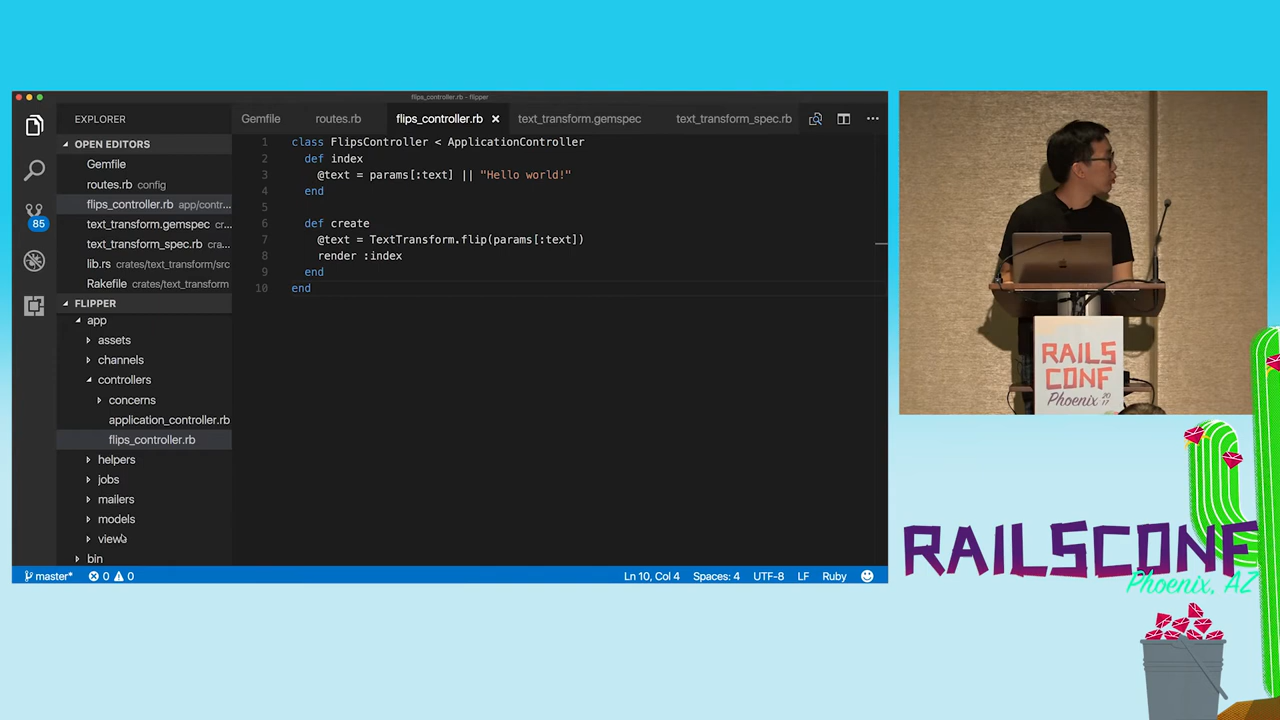 flips_controller.rb - flipper
EXPLORER
OPEN EDITORS
Gemfile
routes.rb config
flips_controller.rb app/contr...
text_transform.gemspec cr...
text_transform_spec.rb cra...
lib.rs crates/text_transform/src
Rakefile crates/text_transform
FLIPPER
app
assets
channels
controllers
concerns
application_controller.rb
flips_controller.rb
helpers
jobs
mailers
models
views
bin
85
Gemfile routes.rb flips_controller.rb text_transform.gemspec text_transform_spec.rb
1 class FlipsController < ApplicationController
2 def index
3 @text = params[:text] || "Hello world!"
4 end
5
6 def create
7 @text = TextTransform.flip(params[:text])
8 render :index
9 end
10 end
master* 0 0 Ln 10, Col 4 Spaces: 4 UTF-8 LF Ruby
RAILS
CONF
Phoenix 2017
RAILSCONF
Phoenix, AZ